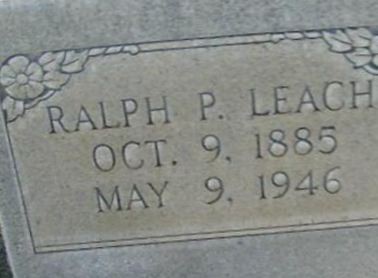 RALPH P. LEACH
OCT. 9, 1885
MAY 9, 1946